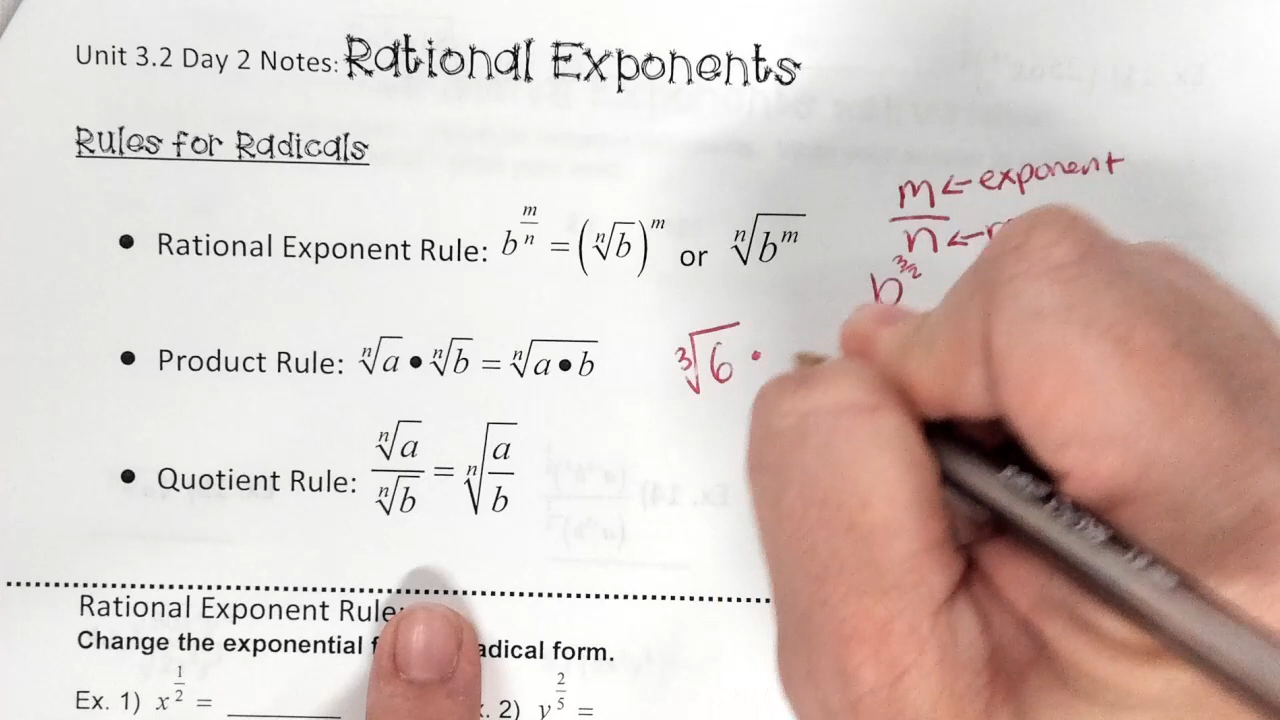 Unit 3.2 Day 2 Notes: Rational Exponents
Rules for Radicals
m ← exponent
n ←
• Rational Exponent Rule: b^(m/n) = (ⁿ√b)^m or ⁿ√(b^m)
b^(3/2)
• Product Rule: ⁿ√a • ⁿ√b = ⁿ√(a • b)
³√6 •
• Quotient Rule: ⁿ√a / ⁿ√b = ⁿ√(a/b)
Rational Exponent Rule:
Change the exponential form.
Ex. 1) x^(1/2) = ________
2) y^(2/5) =